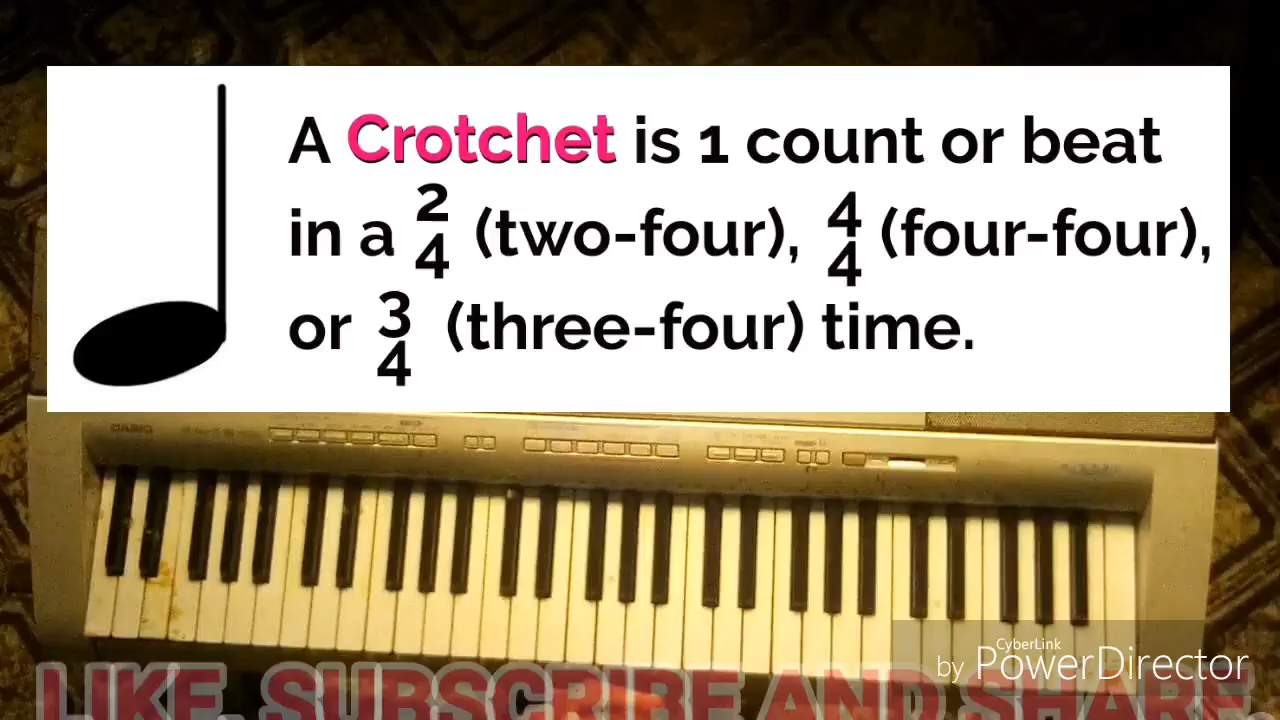 A Crotchet is 1 count or beat
in a 2/4 (two-four), 4/4 (four-four),
or 3/4 (three-four) time.
CASIO
CyberLink
by PowerDirector
LIKE, SUBSCRIBE AND SHARE.